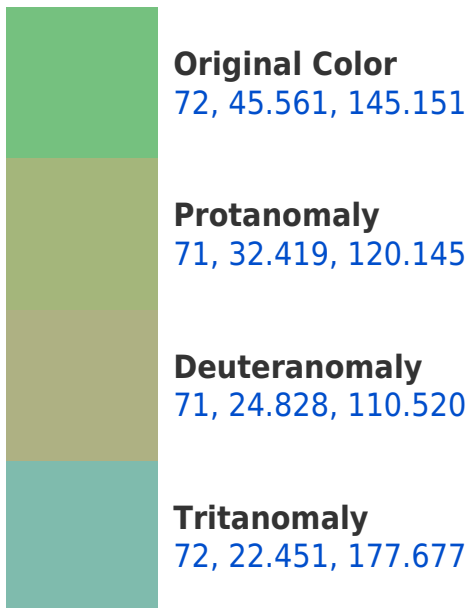 Original Color
72, 45.561, 145.151
Protanomaly
71, 32.419, 120.145
Deuteranomaly
71, 24.828, 110.520
Tritanomaly
72, 22.451, 177.677